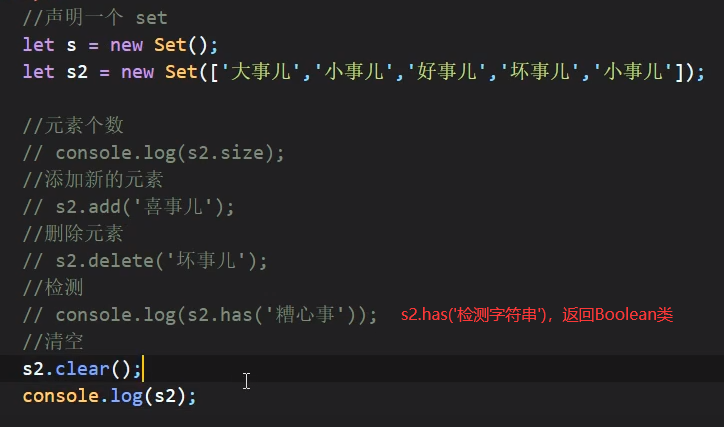 //声明一个 set
let s = new Set();
let s2 = new Set(['大事儿','小事儿','好事儿','坏事儿','小事儿']);
//元素个数
// console.log(s2.size);
//添加新的元素
// s2.add('喜事儿');
//删除元素
// s2.delete('坏事儿');
//检测
// console.log(s2.has('糟心事')); s2.has('检测字符串')，返回Boolean类
//清空
s2.clear();
console.log(s2);